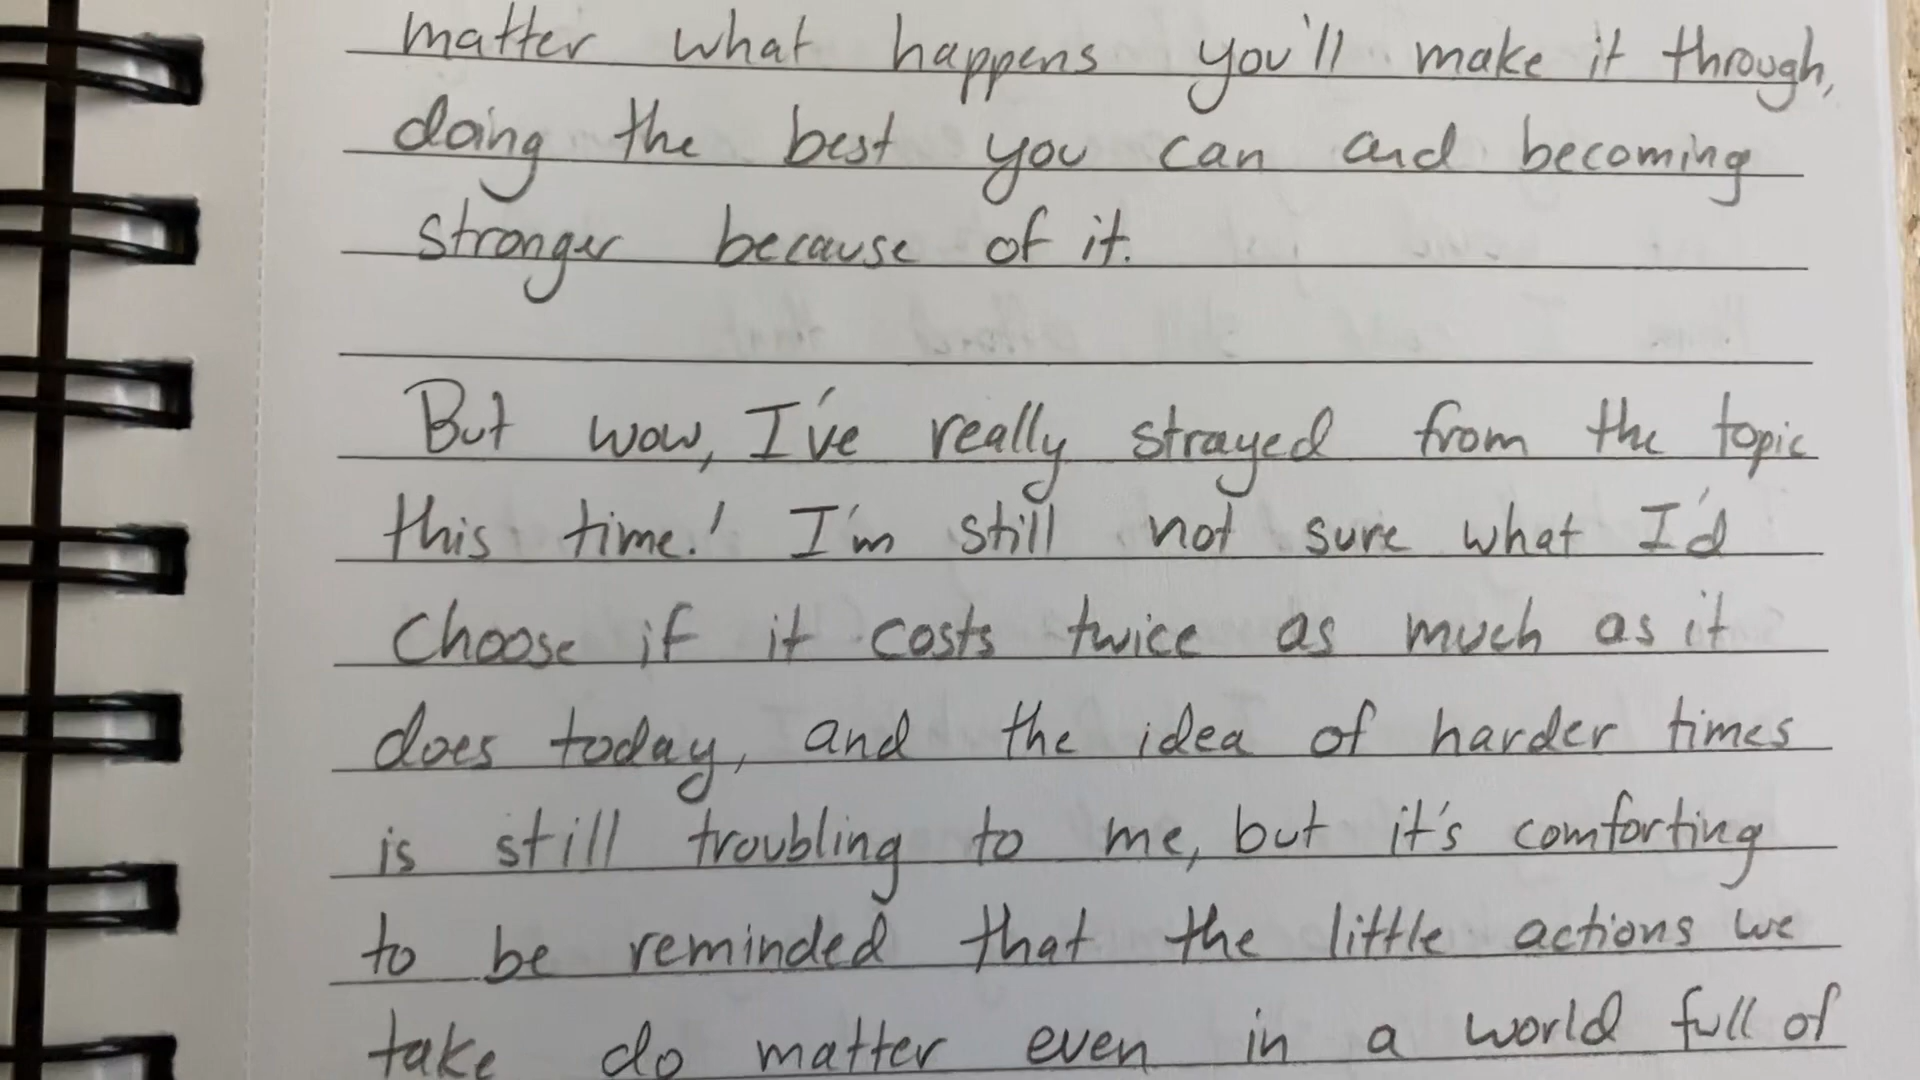 matter what happens you'll make it through,
doing the best you can and becoming
stronger because of it.
But wow, I've really strayed from the topic
this time! I'm still not sure what I'd
choose if it costs twice as much as it
does today, and the idea of harder times
is still troubling to me, but it's comforting
to be reminded that the little actions we
take do matter even in a world full of